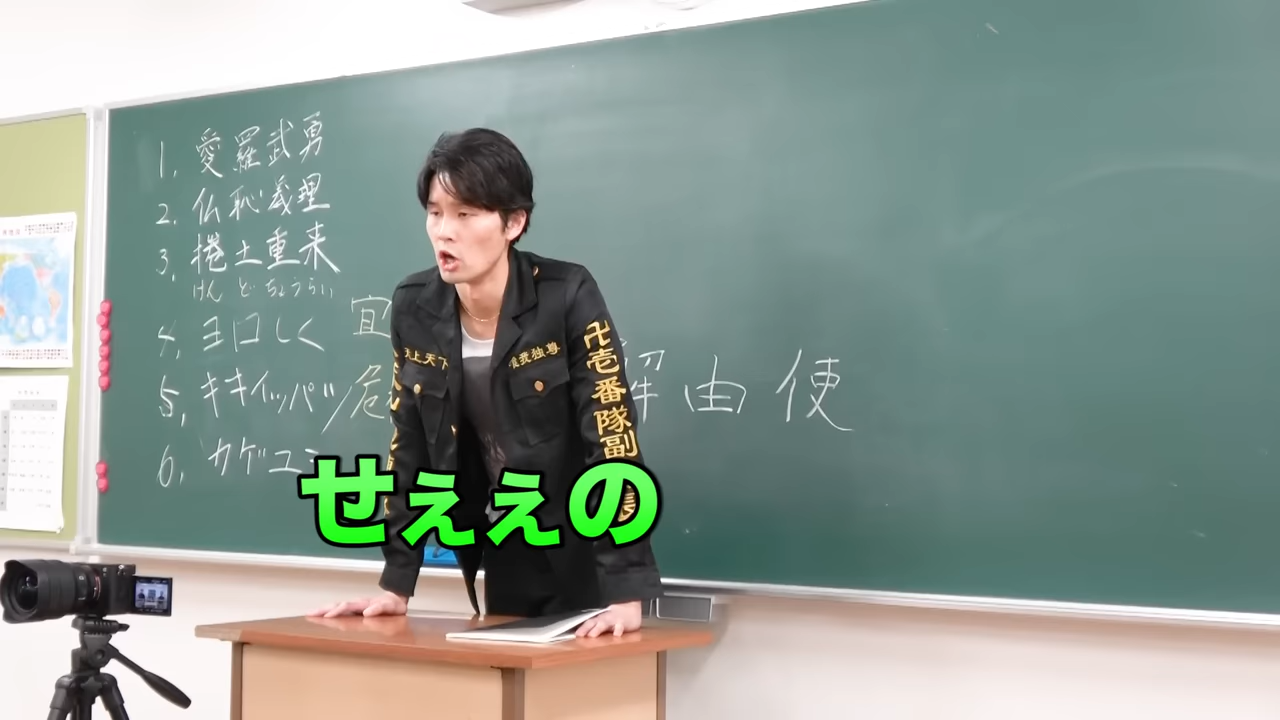 1. 愛羅武勇
2. 仏恥義理
3. 捲土重来
けんどちょうらい
4. ヨロしく 宜
5. キキイッパツ 危
6. カゲユ
解由使
天上天下
唯我独尊
卍壱番隊副
せぇぇの